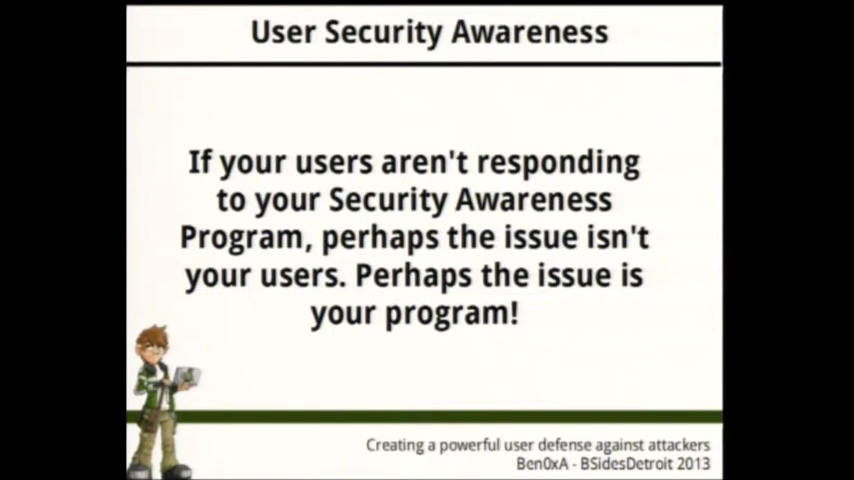 User Security Awareness
If your users aren't responding
to your Security Awareness
Program, perhaps the issue isn't
your users. Perhaps the issue is
your program!
Creating a powerful user defense against attackers
Ben0xA - BSidesDetroit 2013